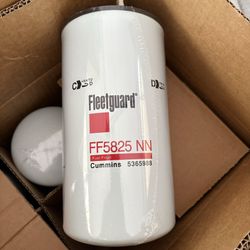 Fleetguard
FF5825 NN
Fuel Filter
Cummins 5365988